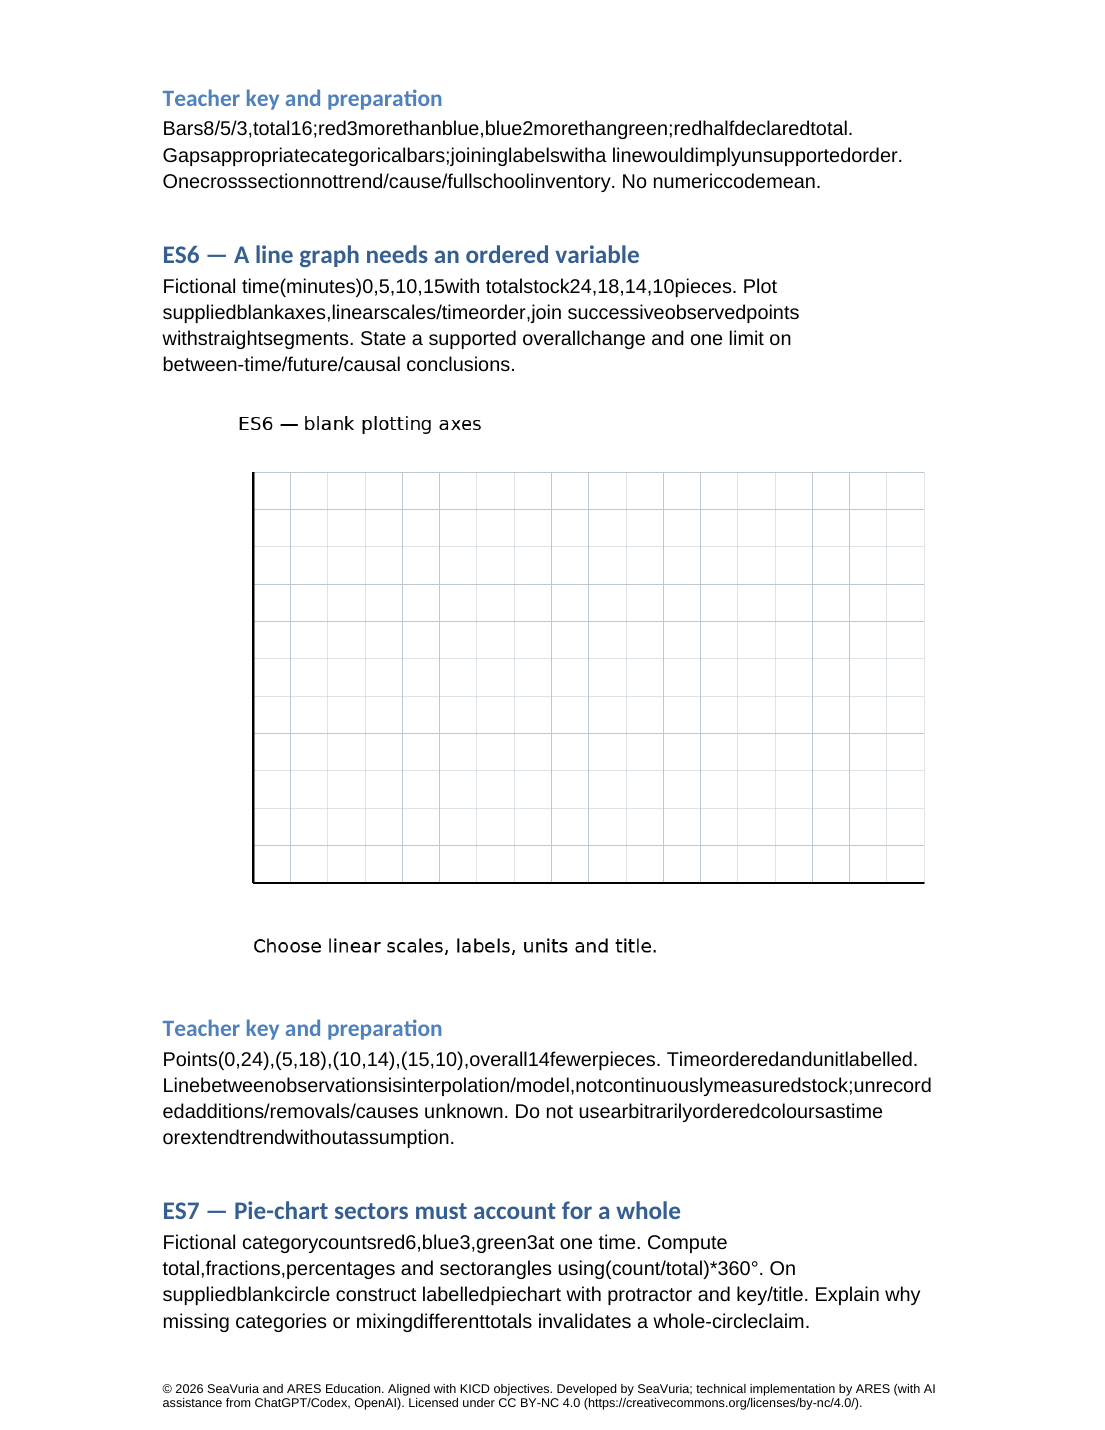 Teacher key and preparation
Bars8/5/3,total16;red3morethanblue,blue2morethangreen;redhalfdeclaredtotal.
Gapsappropriatecategoricalbars;joininglabelswitha linewouldimplyunsupportedorder.
Onecrosssectionnottrend/cause/fullschoolinventory. No numericcodemean.
ES6 — A line graph needs an ordered variable
Fictional time(minutes)0,5,10,15with totalstock24,18,14,10pieces. Plot
suppliedblankaxes,linearscales/timeorder,join successiveobservedpoints
withstraightsegments. State a supported overallchange and one limit on
between-time/future/causal conclusions.
ES6 — blank plotting axes
Choose linear scales, labels, units and title.
Teacher key and preparation
Points(0,24),(5,18),(10,14),(15,10),overall14fewerpieces. Timeorderedandunitlabelled.
Linebetweenobservationsisinterpolation/model,notcontinuouslymeasuredstock;unrecord
edadditions/removals/causes unknown. Do not usearbitrarilyorderedcoloursastime
orextendtrendwithoutassumption.
ES7 — Pie-chart sectors must account for a whole
Fictional categorycountsred6,blue3,green3at one time. Compute
total,fractions,percentages and sectorangles using(count/total)*360°. On
suppliedblankcircle construct labelledpiechart with protractor and key/title. Explain why
missing categories or mixingdifferenttotals invalidates a whole-circleclaim.
© 2026 SeaVuria and ARES Education. Aligned with KICD objectives. Developed by SeaVuria; technical implementation by ARES (with AI
assistance from ChatGPT/Codex, OpenAI). Licensed under CC BY-NC 4.0 (https://creativecommons.org/licenses/by-nc/4.0/).